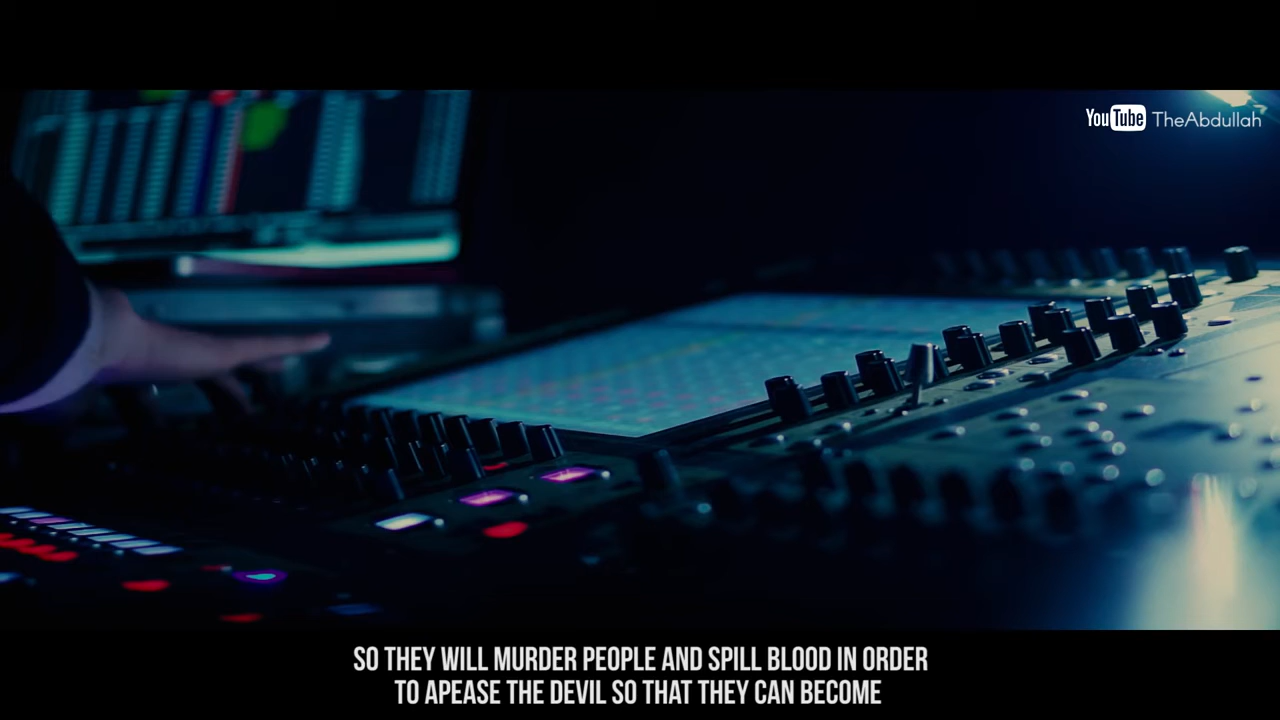 YouTube TheAbdullah
SO THEY WILL MURDER PEOPLE AND SPILL BLOOD IN ORDER
TO APEASE THE DEVIL SO THAT THEY CAN BECOME